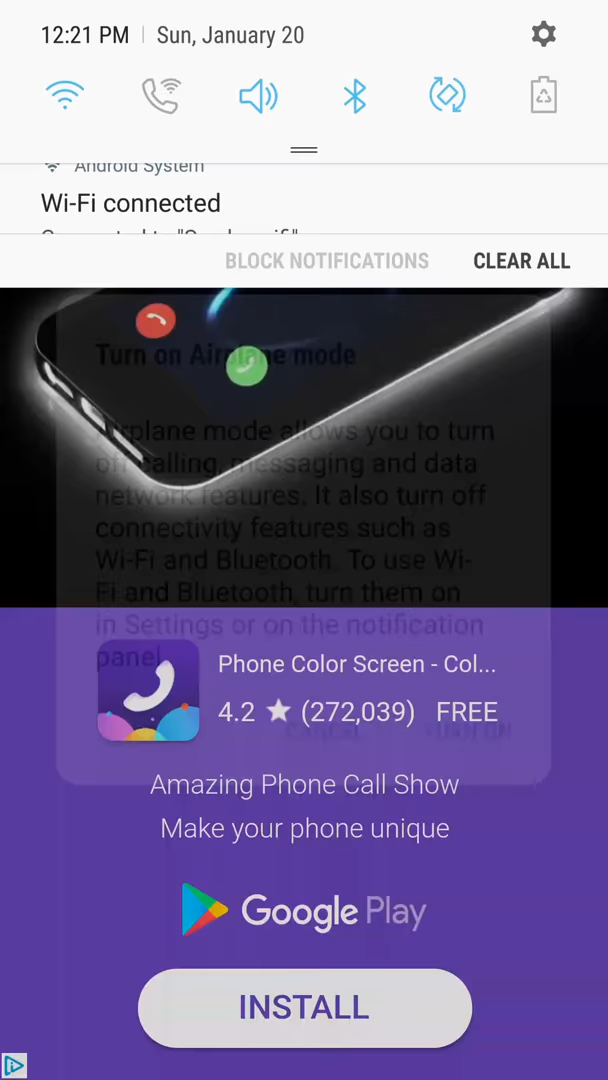 12:21 PM | Sun, January 20
Android System
Wi-Fi connected
BLOCK NOTIFICATIONS CLEAR ALL
Turn on Airplane mode
Airplane mode allows you to turn
off calling, messaging and data
network features. It also turn off
connectivity features such as
Wi-Fi and Bluetooth. To use Wi-
Fi and Bluetooth, turn them on
in Settings or on the notification
panel.
Phone Color Screen - Col...
4.2 ★ (272,039) FREE
CANCEL TURN ON
Amazing Phone Call Show
Make your phone unique
Google Play
INSTALL